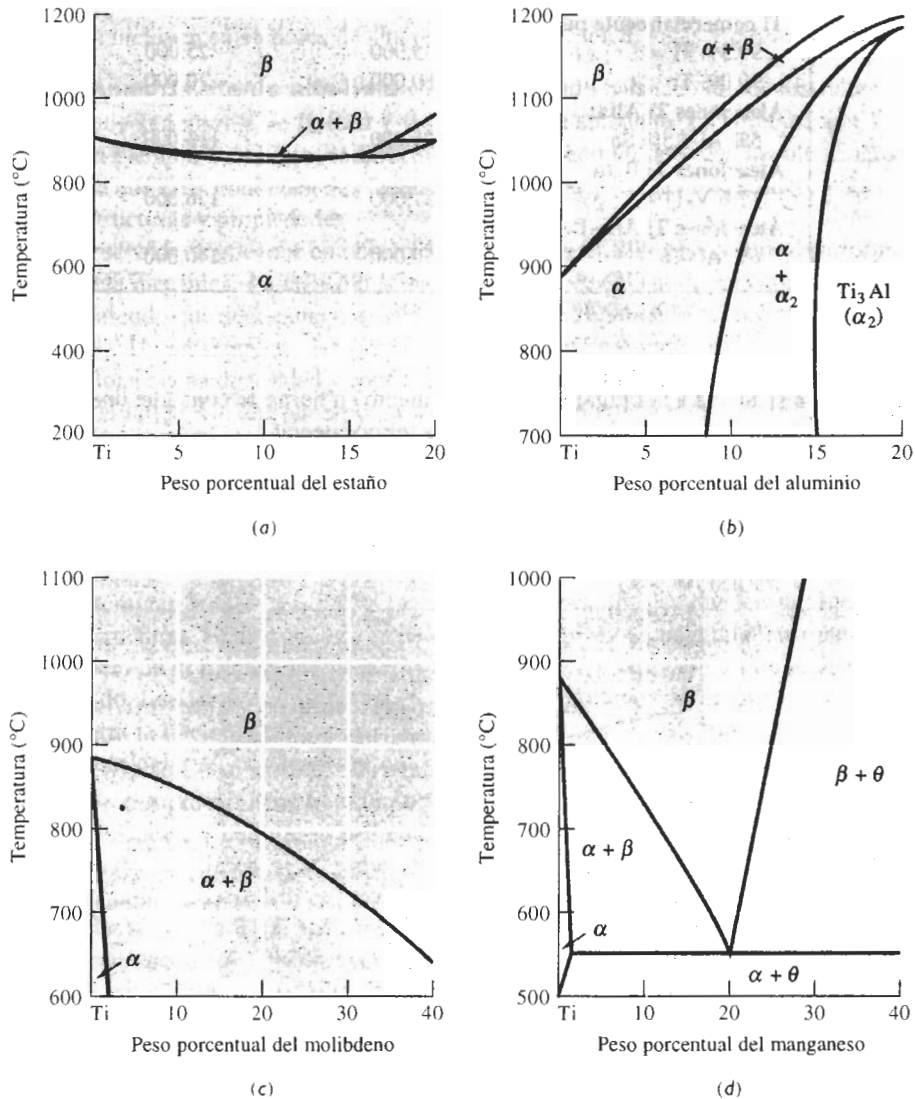 1200
1000
800
600
400
200
Temperatura (°C)
β
α + β
α
Ti
5
10
15
20
Peso porcentual del estaño
(a)
1200
1100
1000
900
800
700
Temperatura (°C)
β
α + β
α
α
+
α₂
Ti₃ Al
(α₂)
Ti
5
10
15
20
Peso porcentual del aluminio
(b)
1100
1000
900
800
700
600
Temperatura (°C)
β
α + β
α
Ti
10
20
30
40
Peso porcentual del molibdeno
(c)
1000
900
800
700
600
500
Temperatura (°C)
β
β + θ
α + β
α
α + θ
Ti
10
20
30
40
Peso porcentual del manganeso
(d)